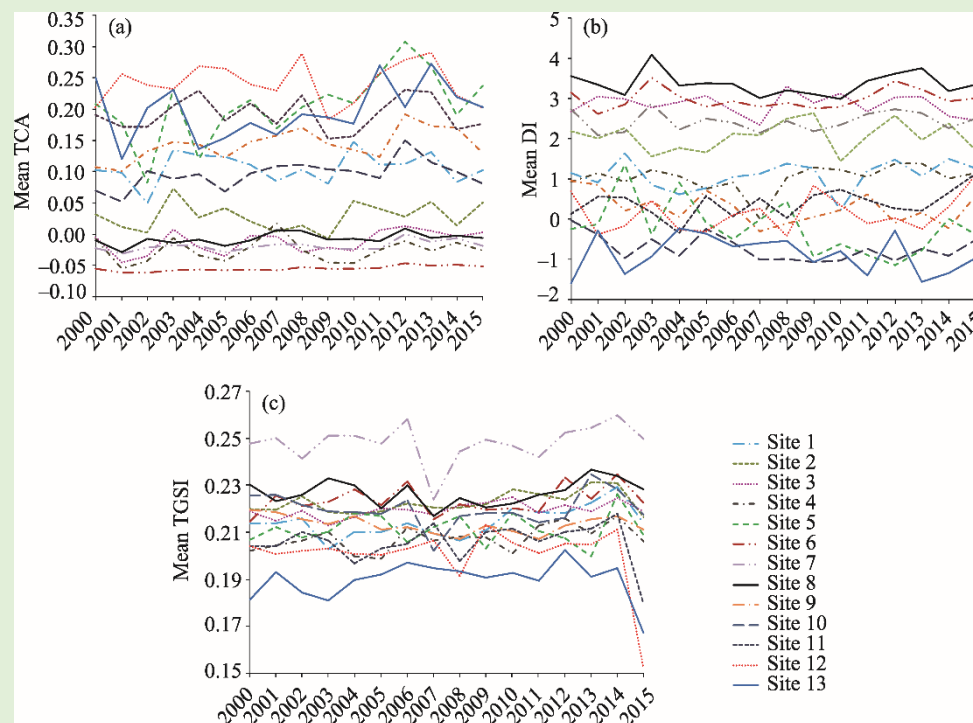 (a)
Mean TCA
0.35
0.30
0.25
0.20
0.15
0.10
0.05
0.00
−0.05
−0.10
2000 2001 2002 2003 2004 2005 2006 2007 2008 2009 2010 2011 2012 2013 2014 2015
(b)
Mean DI
5
4
3
2
1
0
−1
−2
2000 2001 2002 2003 2004 2005 2006 2007 2008 2009 2010 2011 2012 2013 2014 2015
(c)
Mean TGSI
0.27
0.25
0.23
0.21
0.19
0.17
0.15
2000 2001 2002 2003 2004 2005 2006 2007 2008 2009 2010 2011 2012 2013 2014 2015
Site 1
Site 2
Site 3
Site 4
Site 5
Site 6
Site 7
Site 8
Site 9
Site 10
Site 11
Site 12
Site 13